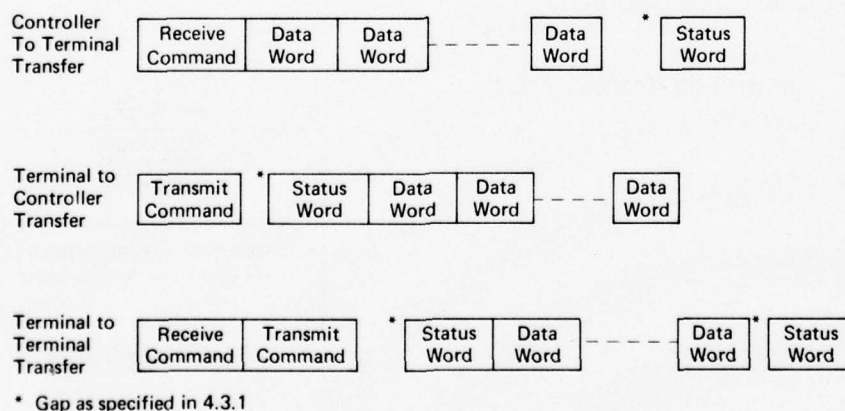 Controller
To Terminal
Transfer
Receive
Command
Data
Word
Data
Word
Data
Word
*
Status
Word
Terminal to
Controller
Transfer
Transmit
Command
*
Status
Word
Data
Word
Data
Word
Data
Word
Terminal to
Terminal
Transfer
Receive
Command
Transmit
Command
*
Status
Word
Data
Word
Data
Word
*
Status
Word
* Gap as specified in 4.3.1